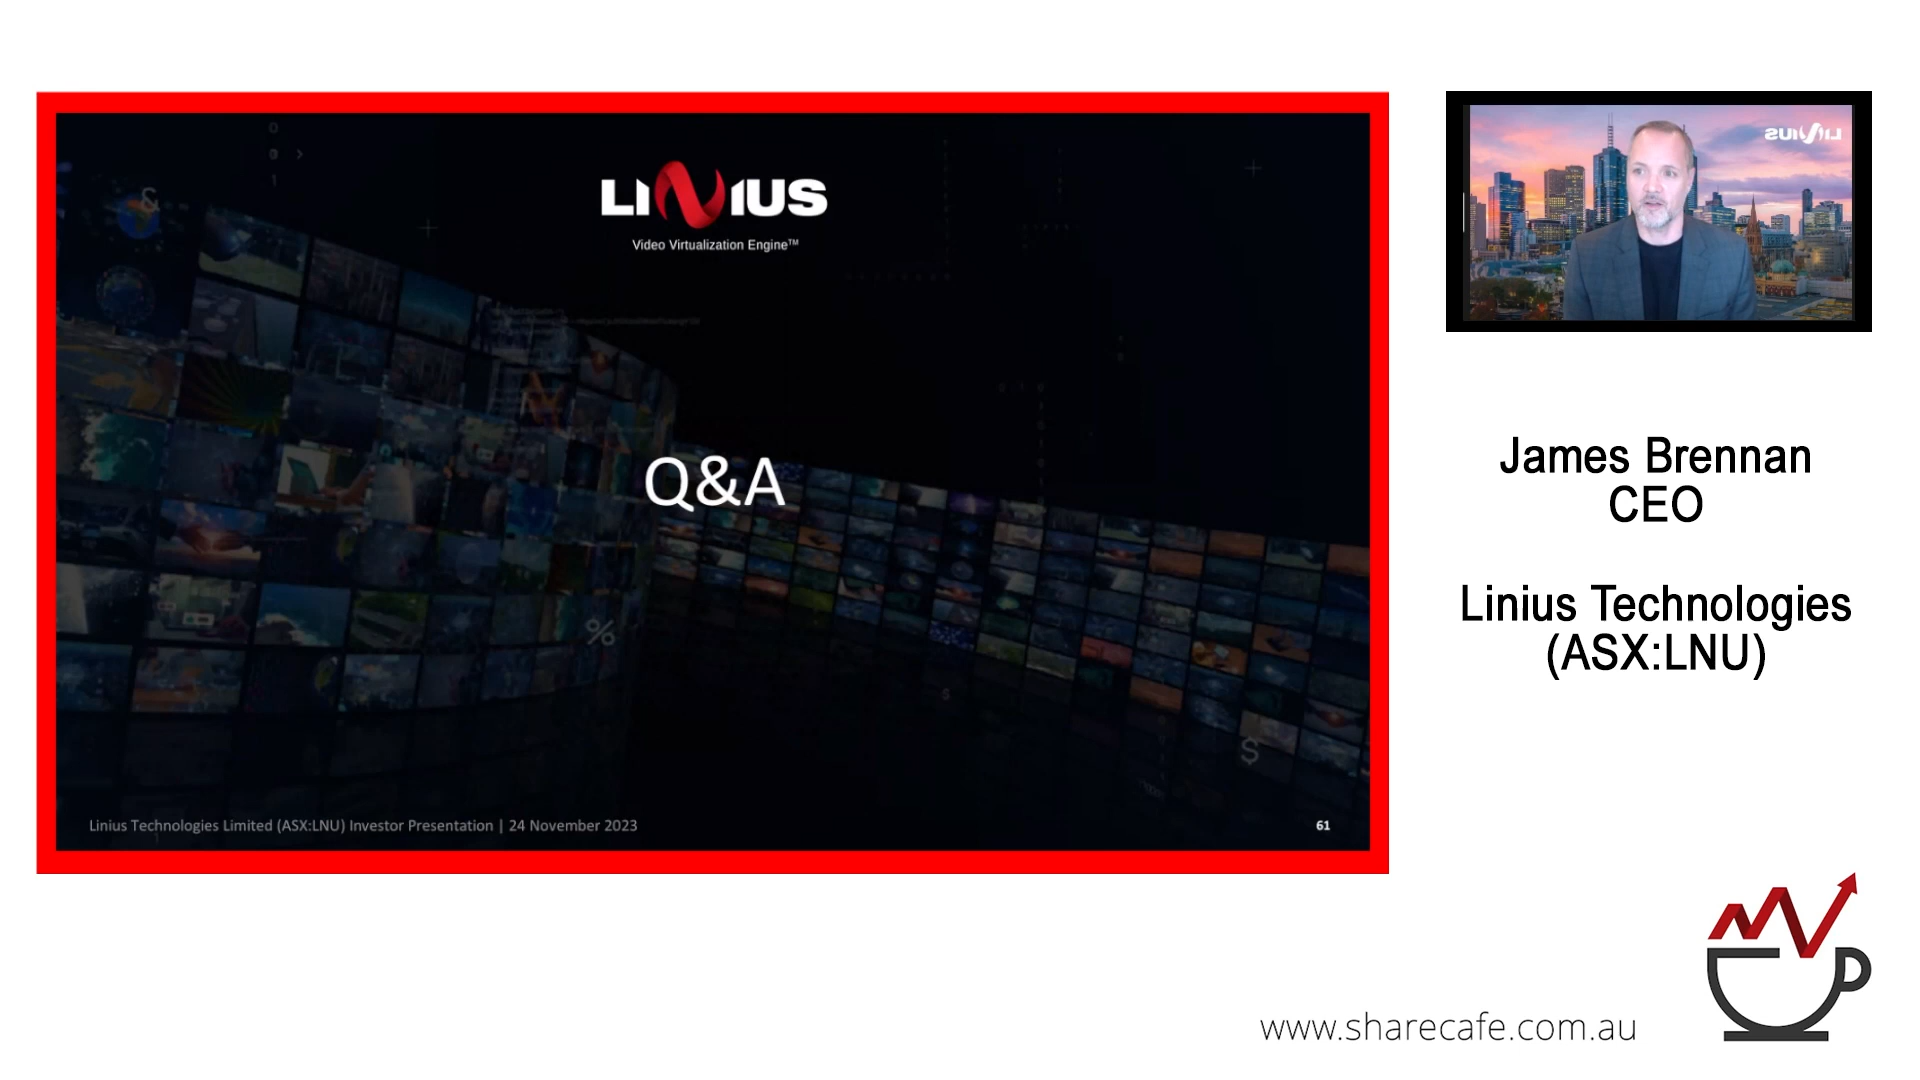 LINIUS
Video Virtualization Engine™
Q&A
Linius Technologies Limited (ASX:LNU) Investor Presentation | 24 November 2023
61
LINIUS
James Brennan
CEO
Linius Technologies
(ASX:LNU)
www.sharecafe.com.au
&
%
$